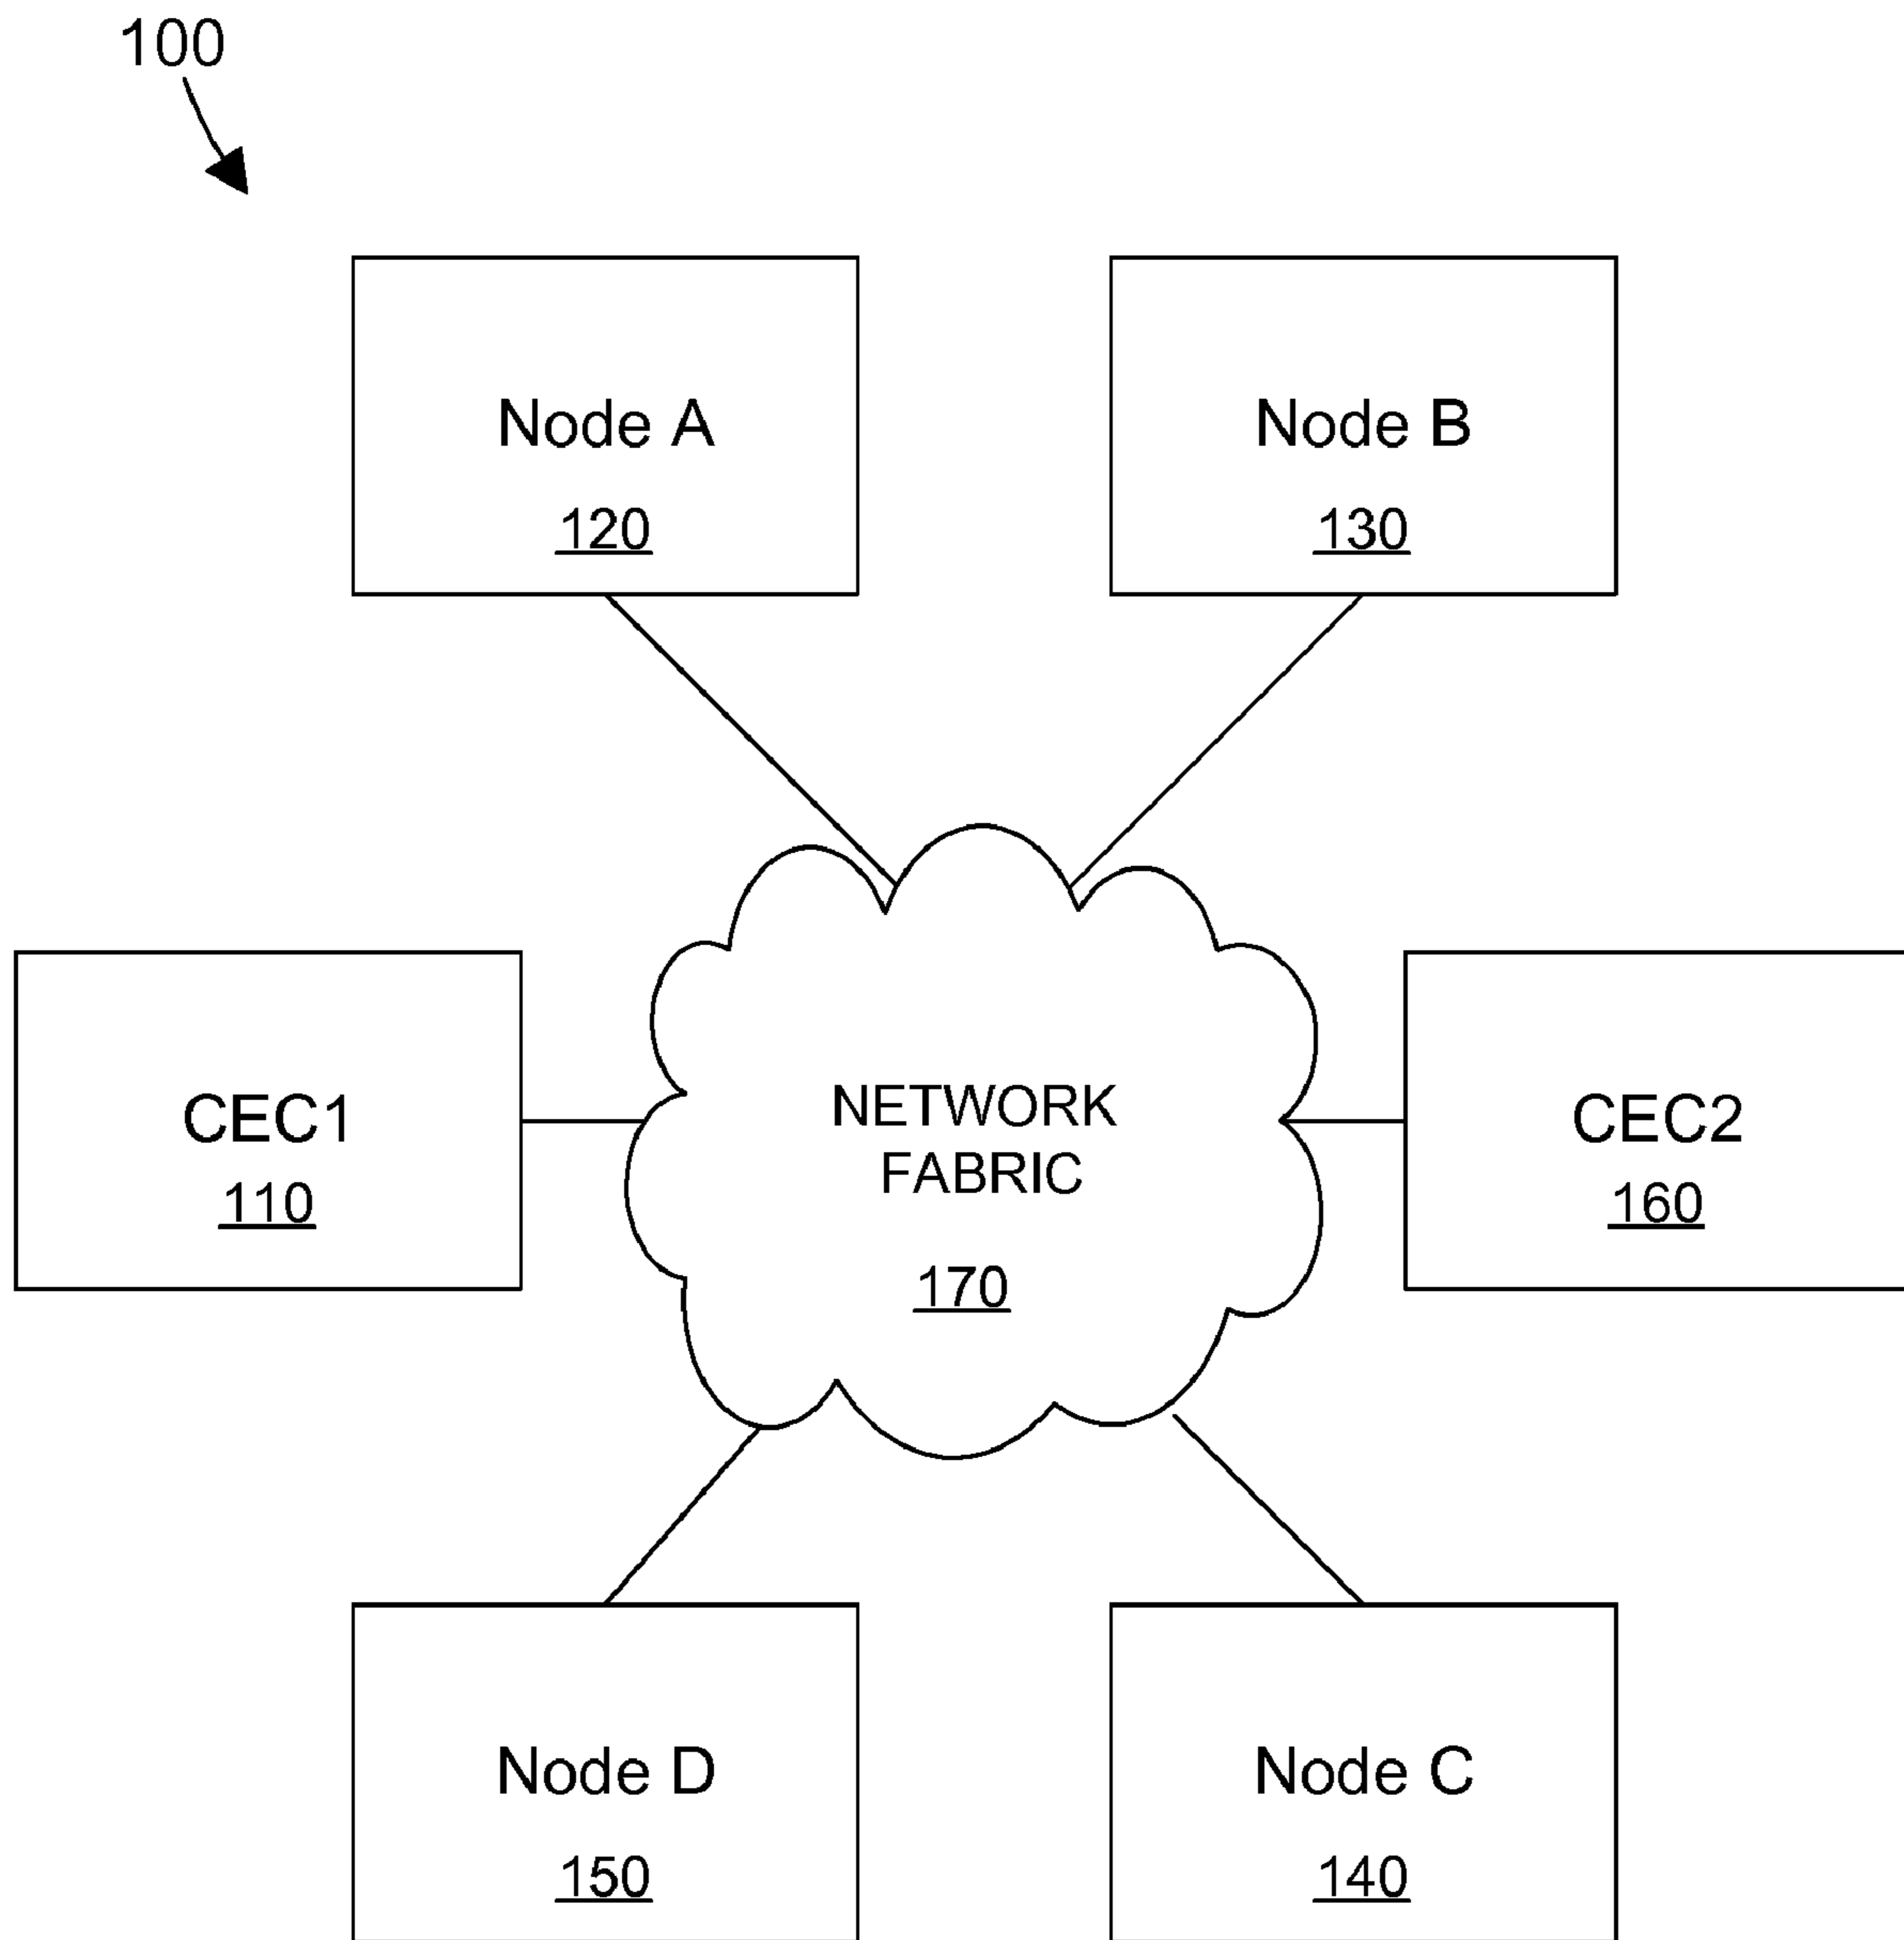 100
Node A
120
Node B
130
CEC1
110
NETWORK
FABRIC
170
CEC2
160
Node D
150
Node C
140